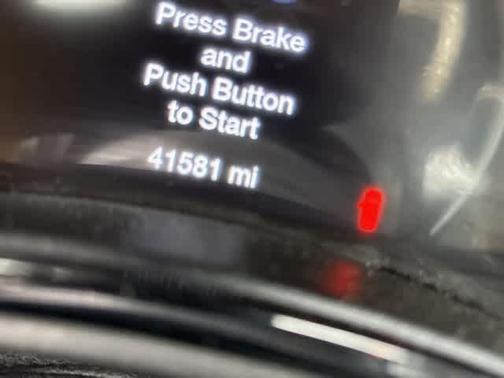 Press Brake
and
Push Button
to Start
41581 mi